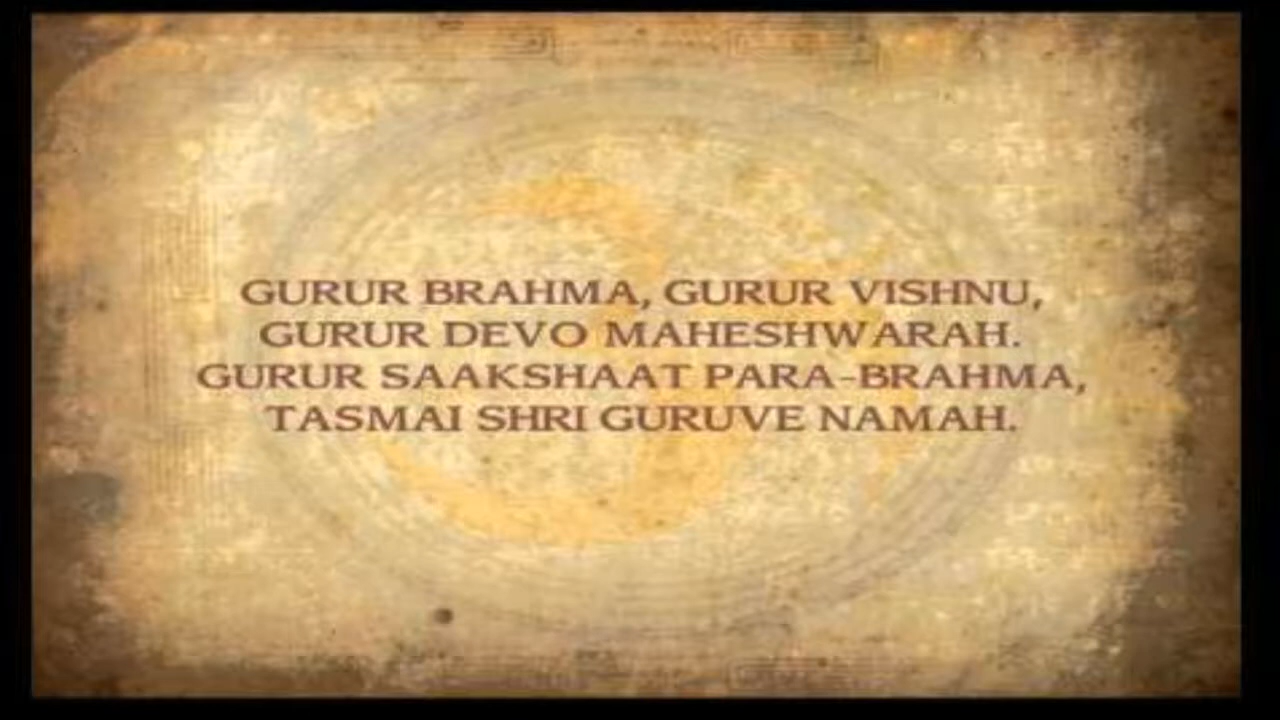 GURUR BRAHMA, GURUR VISHNU,
GURUR DEVO MAHESHWARAH.
GURUR SAAKSHAAT PARA-BRAHMA,
TASMAI SHRI GURUVE NAMAH.